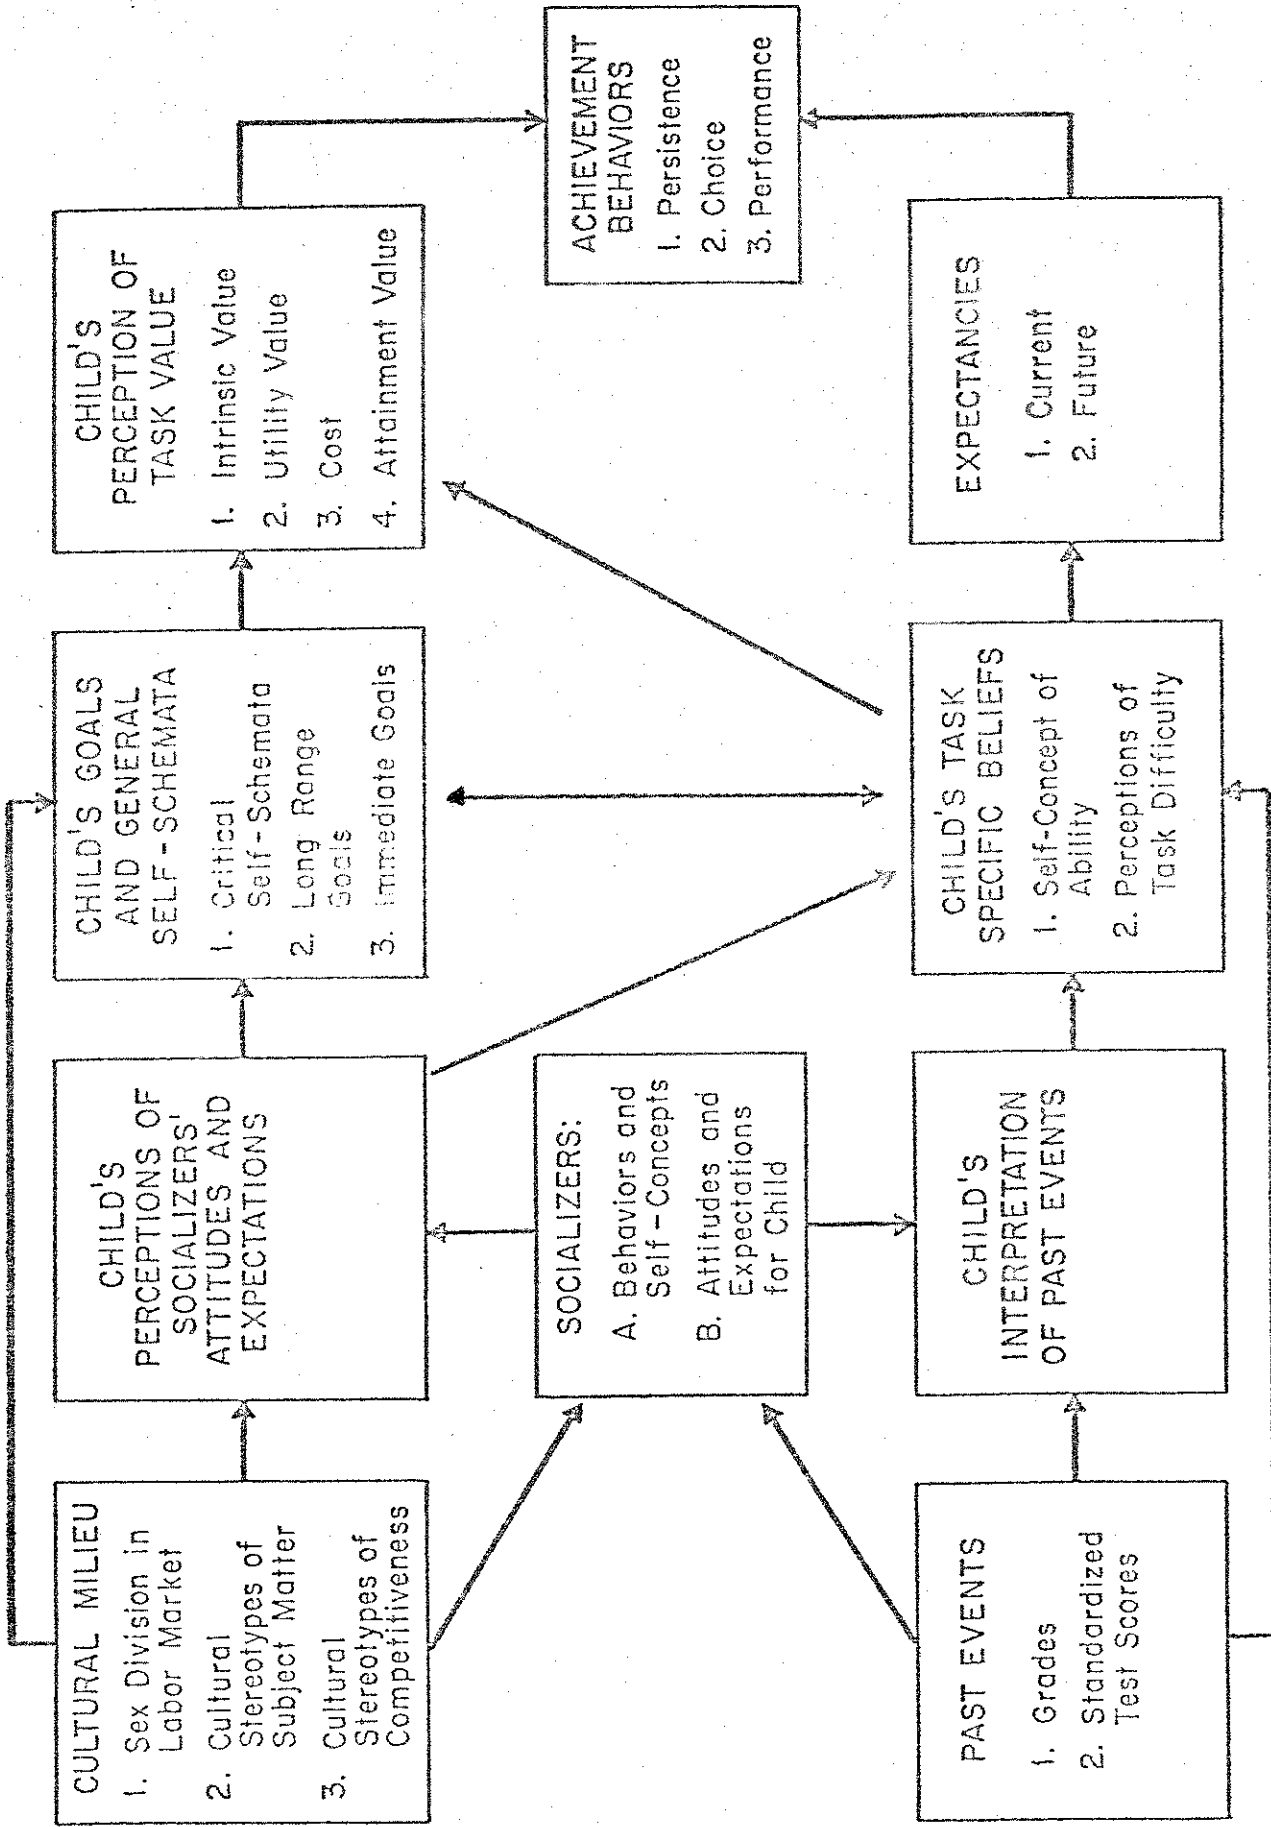 CULTURAL MILIEU
1. Sex Division in
Labor Market
2. Cultural
Stereotypes of
Subject Matter
3. Cultural
Stereotypes of
Competitiveness
CHILD'S
PERCEPTIONS OF
SOCIALIZERS'
ATTITUDES AND
EXPECTATIONS
CHILD'S GOALS
AND GENERAL
SELF-SCHEMATA
1. Critical
Self-Schemata
2. Long Range
Goals
3. Immediate Goals
CHILD'S
PERCEPTION OF
TASK VALUE
1. Intrinsic Value
2. Utility Value
3. Cost
4. Attainment Value
SOCIALIZERS:
A. Behaviors and
Self-Concepts
B. Attitudes and
Expectations
for Child
ACHIEVEMENT
BEHAVIORS
1. Persistence
2. Choice
3. Performance
PAST EVENTS
1. Grades
2. Standardized
Test Scores
CHILD'S
INTERPRETATION
OF PAST EVENTS
CHILD'S TASK
SPECIFIC BELIEFS
1. Self-Concept of
Ability
2. Perceptions of
Task Difficulty
EXPECTANCIES
1. Current
2. Future